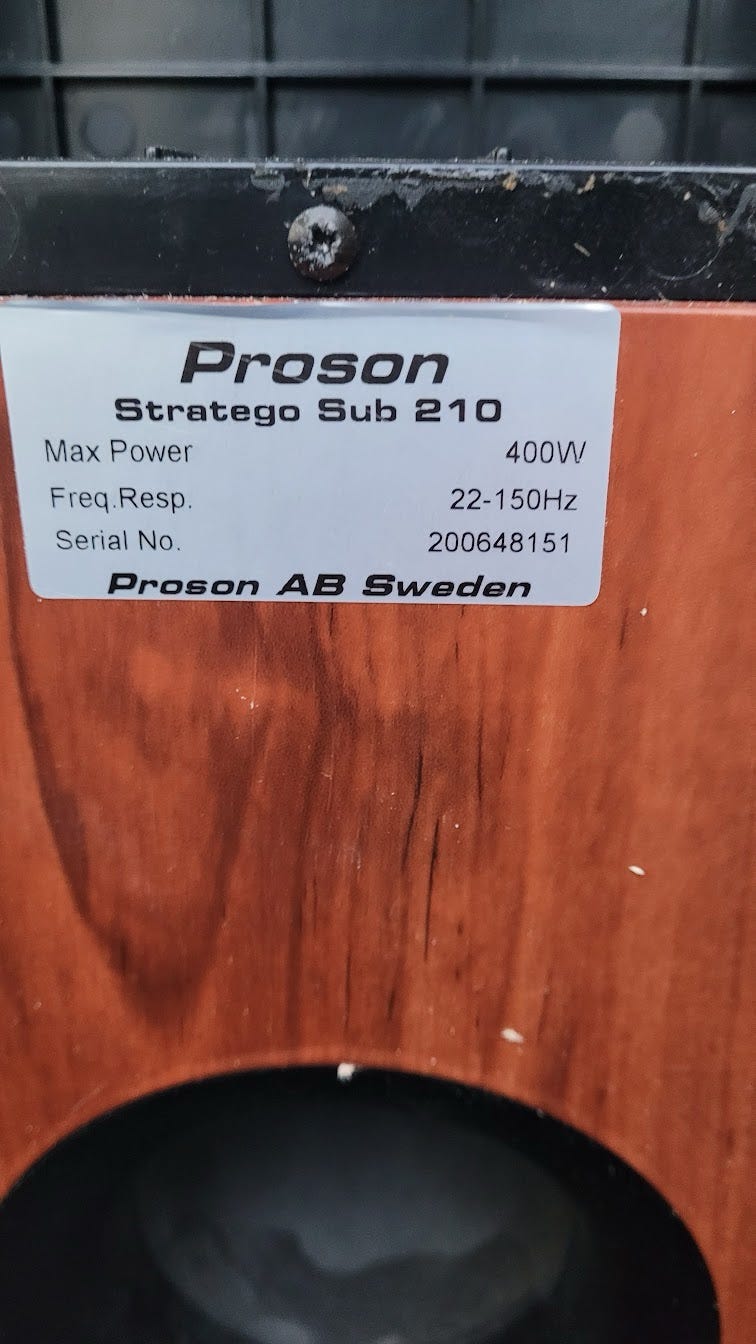 Proson
Stratego Sub 210
Max Power 400W
Freq.Resp. 22-150Hz
Serial No. 200648151
Proson AB Sweden